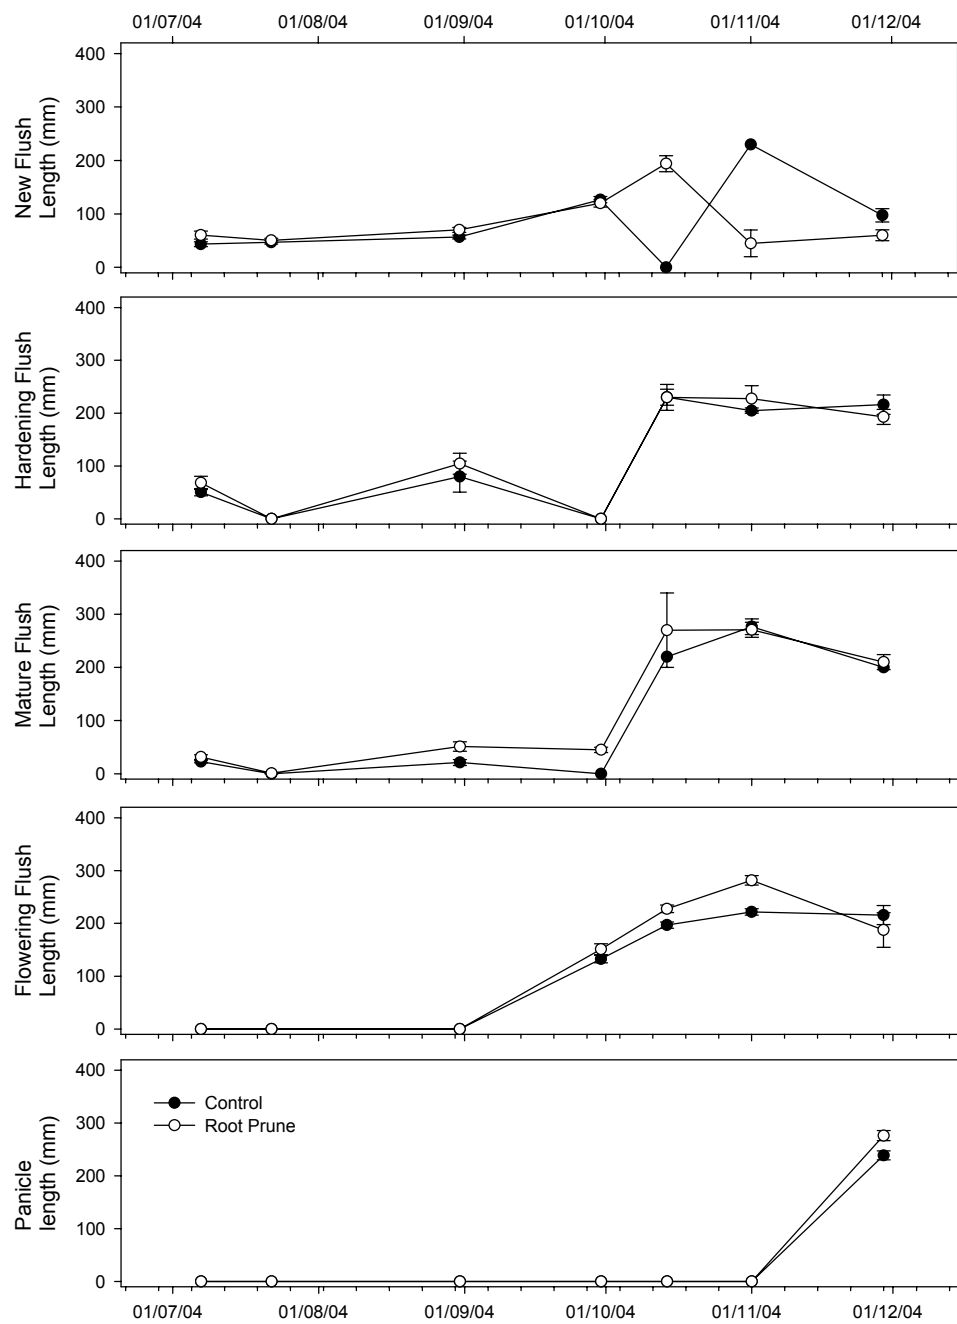 01/07/04 01/08/04 01/09/04 01/10/04 01/11/04 01/12/04
New Flush
Length (mm)
400
300
200
100
0
Hardening Flush
Length (mm)
400
300
200
100
0
Mature Flush
Length (mm)
400
300
200
100
0
Flowering Flush
Length (mm)
400
300
200
100
0
Panicle
length (mm)
400
300
200
100
0
Control
Root Prune
01/07/04 01/08/04 01/09/04 01/10/04 01/11/04 01/12/04